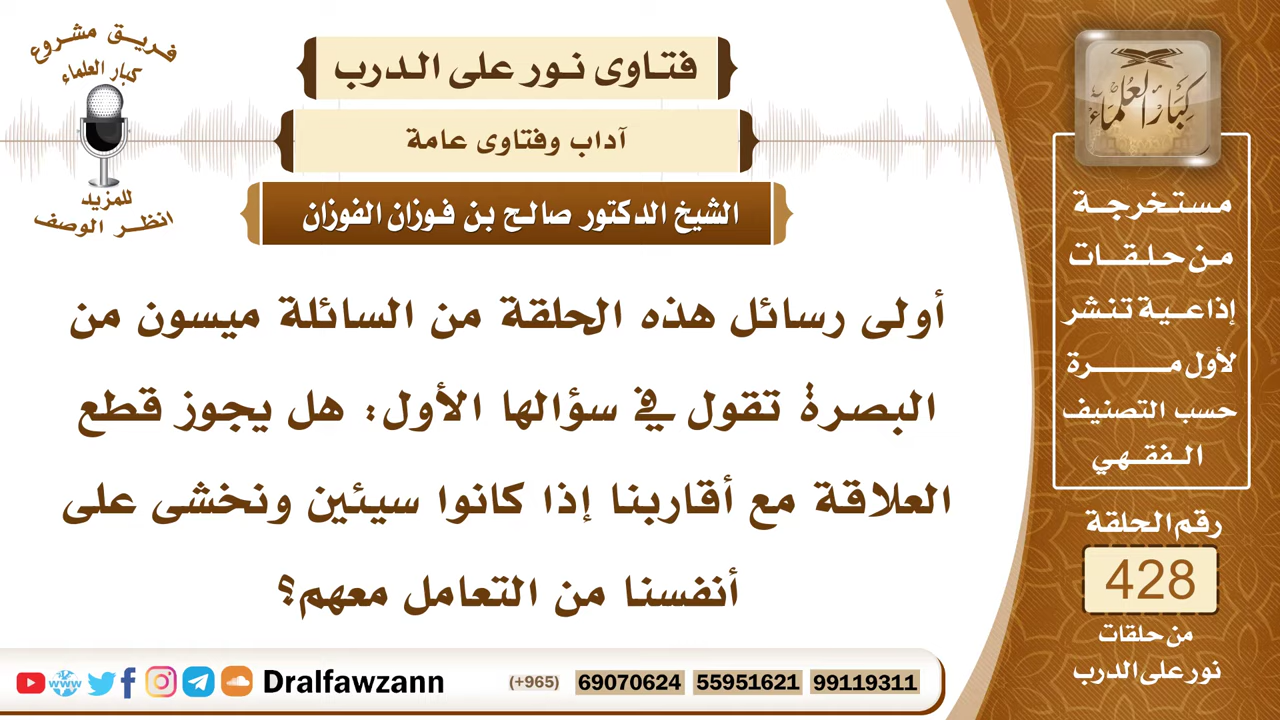 فريق مشروع
كبار العلماء
للمزيد
انظر الوصف
فتاوى نور على الدرب
آداب وفتاوى عامة
الشيخ الدكتور صالح بن فوزان الفوزان
أولى رسائل هذه الحلقة من السائلة ميسون من
البصرة تقول في سؤالها الأول: هل يجوز قطع
العلاقة مع أقاربنا إذا كانوا سيئين ونخشى على
أنفسنا من التعامل معهم؟
كبار العلماء
مستخرجة
من حلقات
إذاعية تنشر
لأول مرة
حسب التصنيف
الفقهي
رقم الحلقة
428
من حلقات
نور على الدرب
www Dralfawzann (+965) 69070624 55951621 99119311